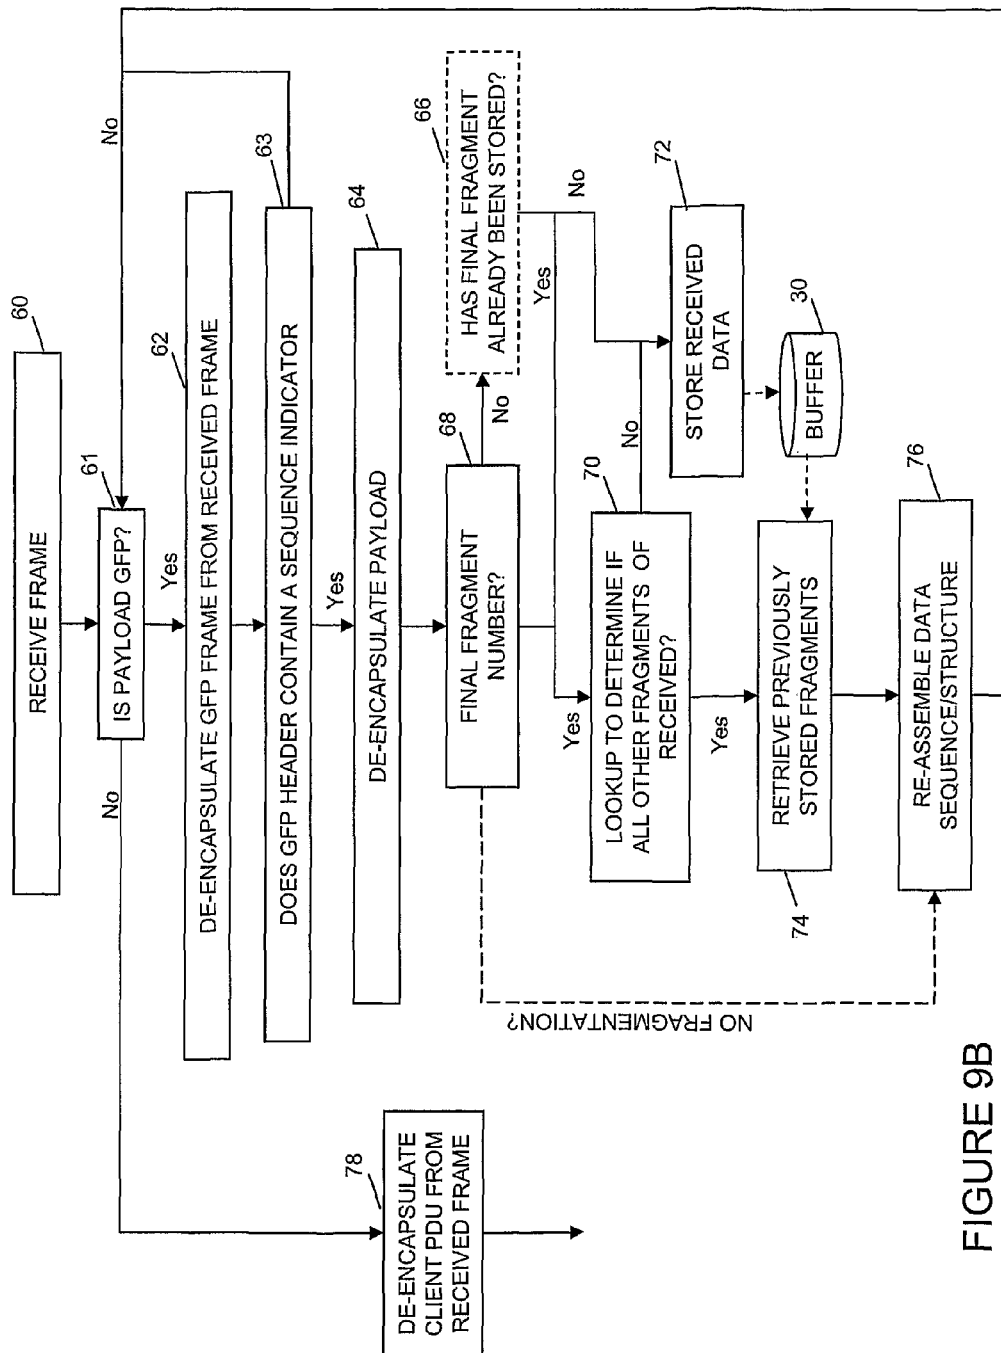 60
RECEIVE FRAME
61
IS PAYLOAD GFP?
No
No
Yes
62
DE-ENCAPSULATE GFP FRAME FROM RECEIVED FRAME
63
DOES GFP HEADER CONTAIN A SEQUENCE INDICATOR
Yes
64
DE-ENCAPSULATE PAYLOAD
78
DE-ENCAPSULATE
CLIENT PDU FROM
RECEIVED FRAME
68
FINAL FRAGMENT
NUMBER?
No
66
HAS FINAL FRAGMENT
ALREADY BEEN STORED?
Yes
No
Yes
70
LOOKUP TO DETERMINE IF
ALL OTHER FRAGMENTS OF
RECEIVED?
No
72
STORE RECEIVED
DATA
Yes
30
BUFFER
74
RETRIEVE PREVIOUSLY
STORED FRAGMENTS
NO FRAGMENTATION?
76
RE-ASSEMBLE DATA
SEQUENCE/STRUCTURE
FIGURE 9B